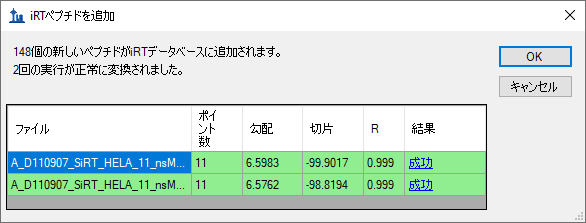 iRTペプチドを追加
148個の新しいペプチドがiRTデータベースに追加されます。
2回の実行が正常に変換されました。
OK
キャンセル
ファイル ポイント数 勾配 切片 R 結果
A_D110907_SiRT_HELA_11_nsM... 11 6.5983 -99.9017 0.999 成功
A_D110907_SiRT_HELA_11_nsM... 11 6.5762 -98.8194 0.999 成功